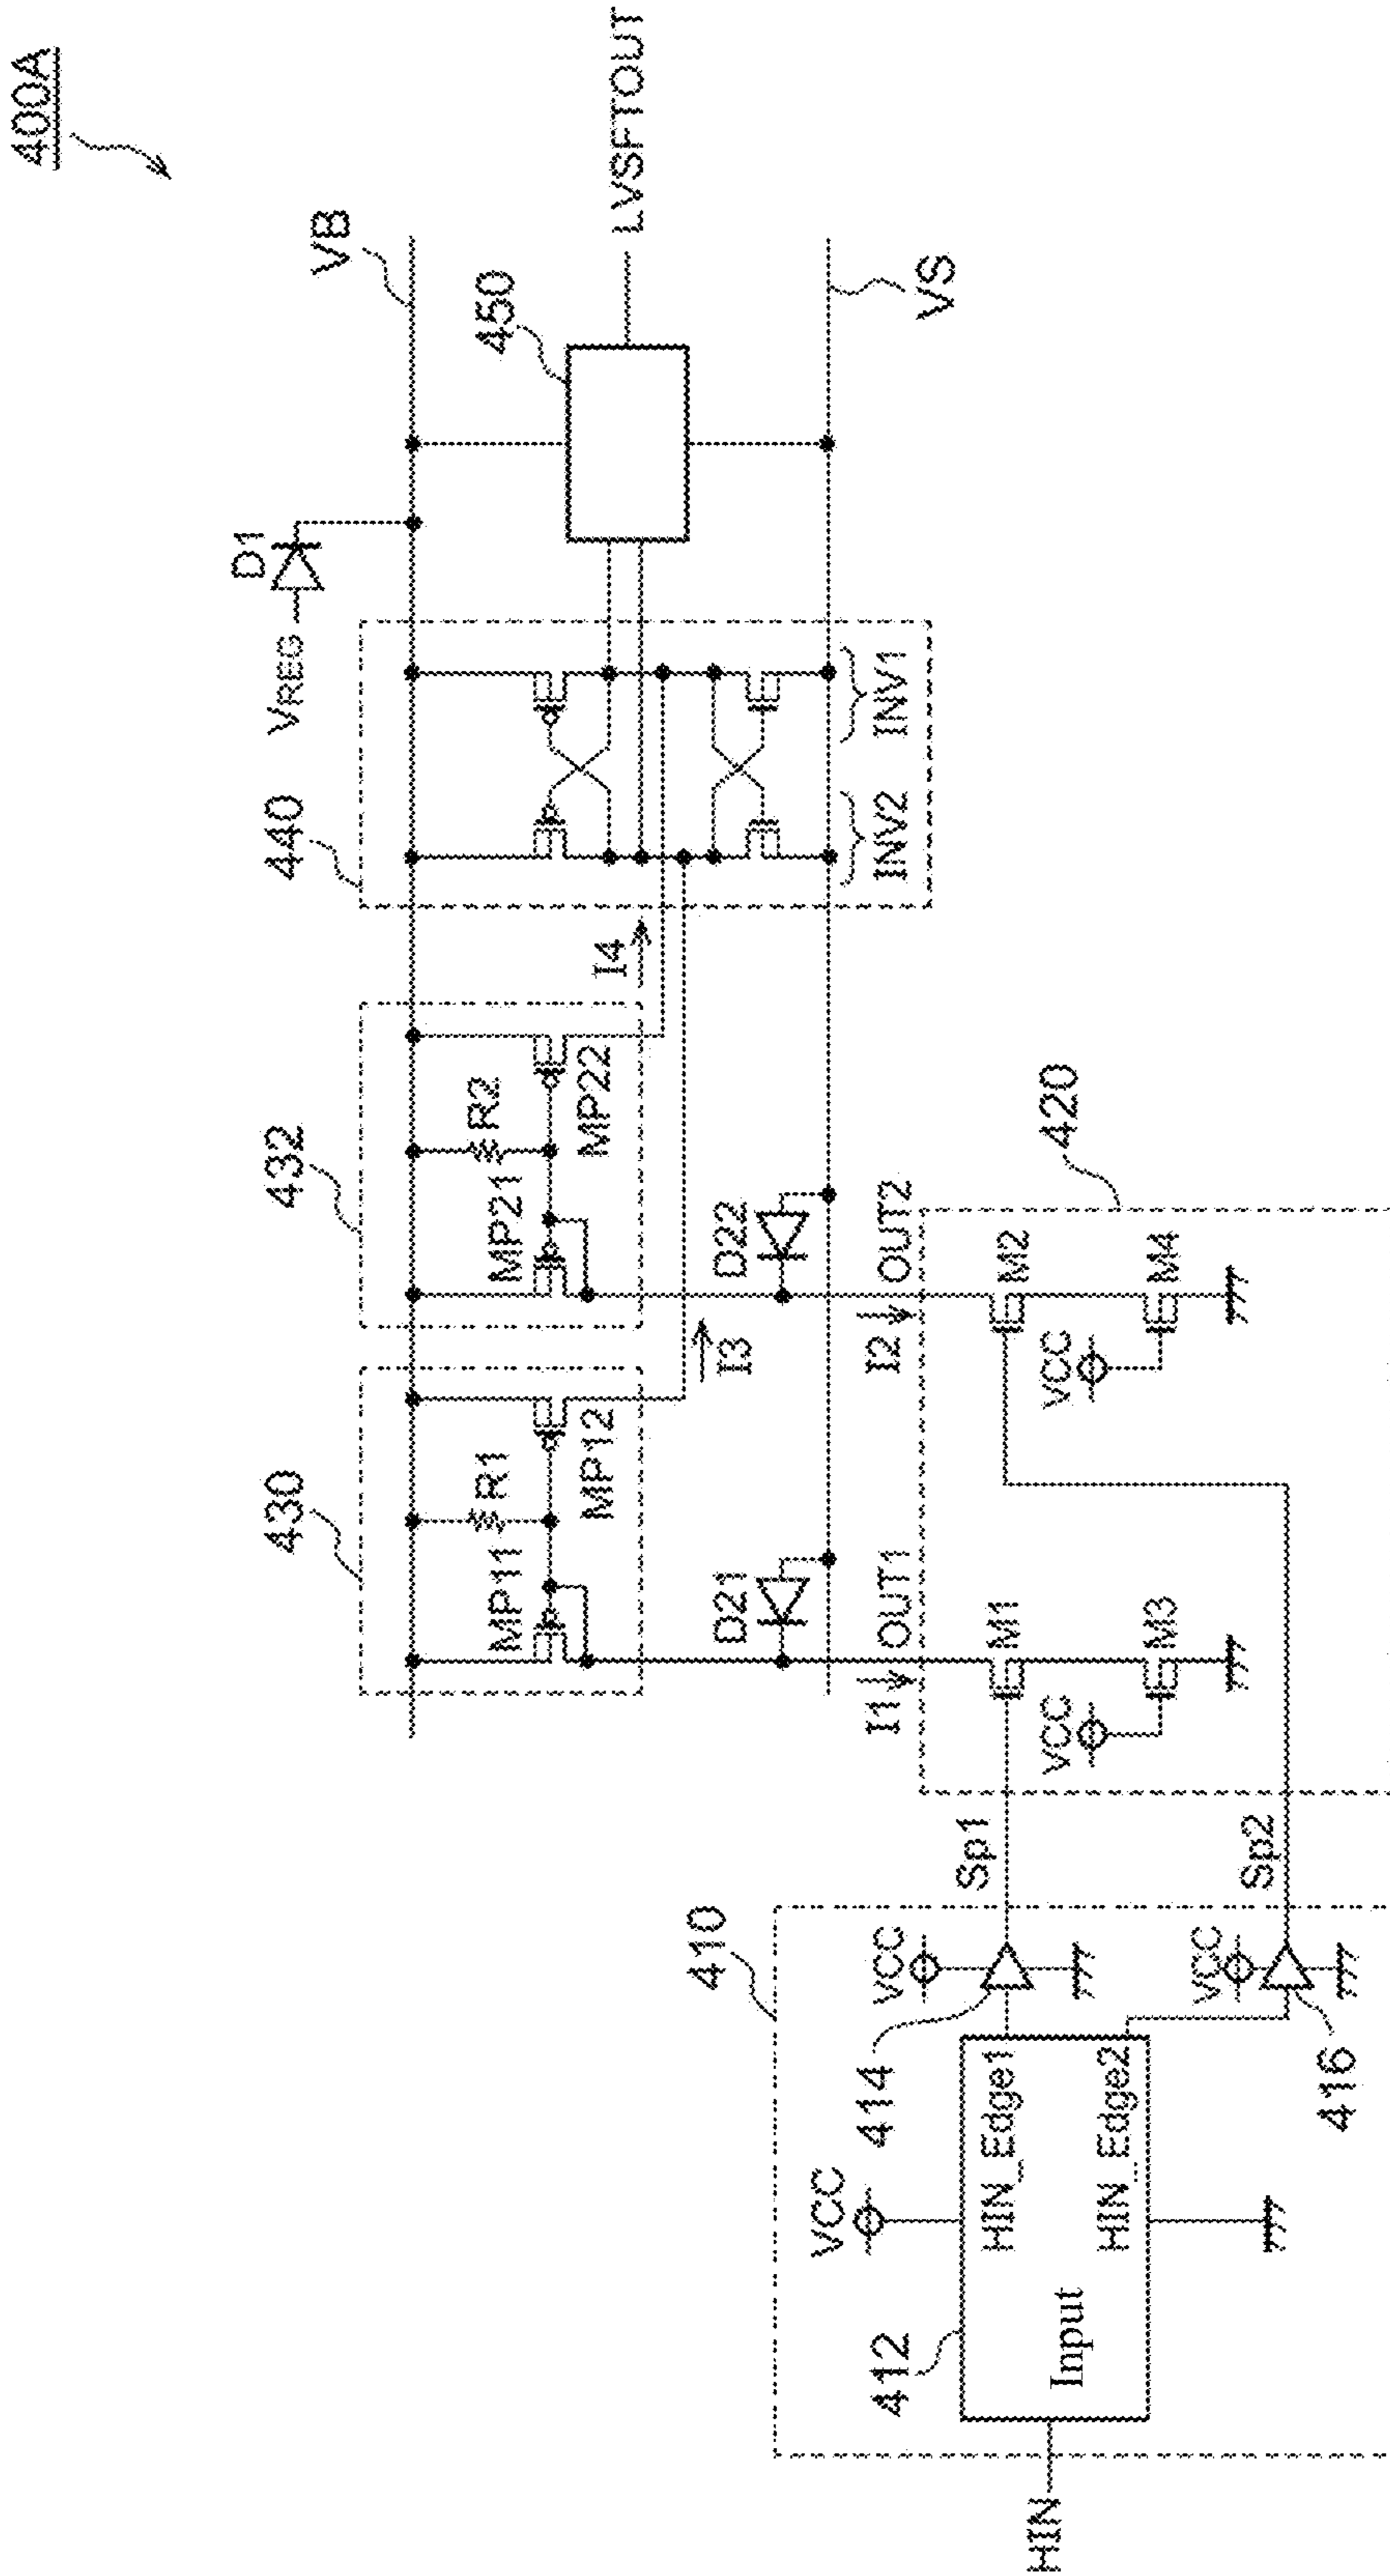 400A
VB
D1
VREG
440
432
430
450
LVSFTOUT
R2
MP21
MP22
R1
MP11
MP12
I4
I3
INV2
INV1
VS
D22
D21
I2
OUT2
I1
OUT1
420
M2
M4
VCC
M1
M3
VCC
Sp1
Sp2
410
VCC
414
VCC
416
VCC
412
HIN_Edge1
HIN_Edge2
Input
HIN